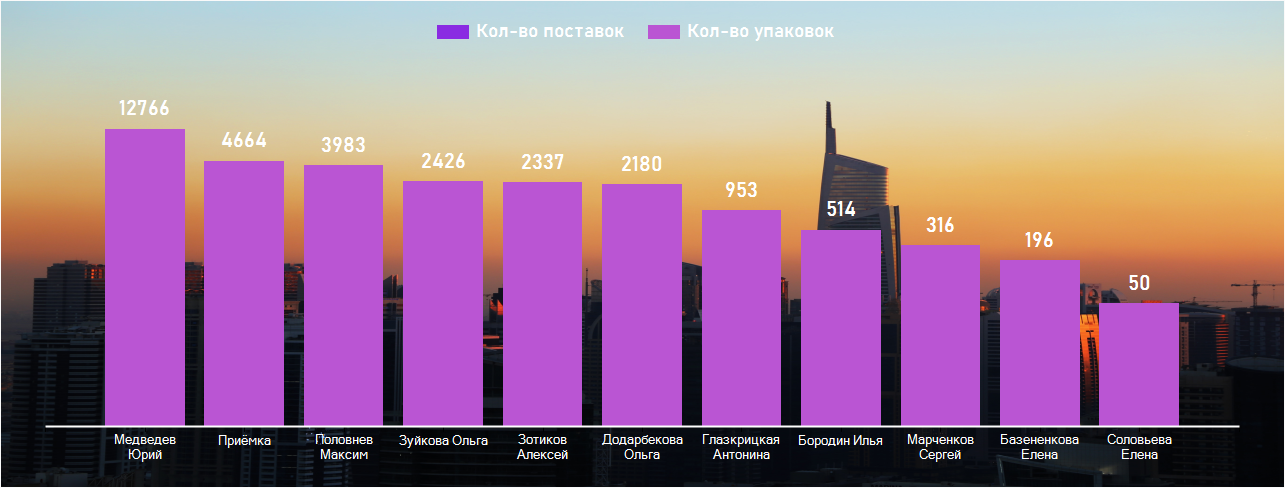 Кол-во поставок Кол-во упаковок
12766
4664
3983
2426
2337
2180
953
514
316
196
50
Медведев
Юрий
Приёмка
Половнев
Максим
Зуйкова Ольга
Зотиков
Алексей
Додарбекова
Ольга
Глазкрицкая
Антонина
Бородин Илья
Марченков
Сергей
Базененкова
Елена
Соловьева
Елена